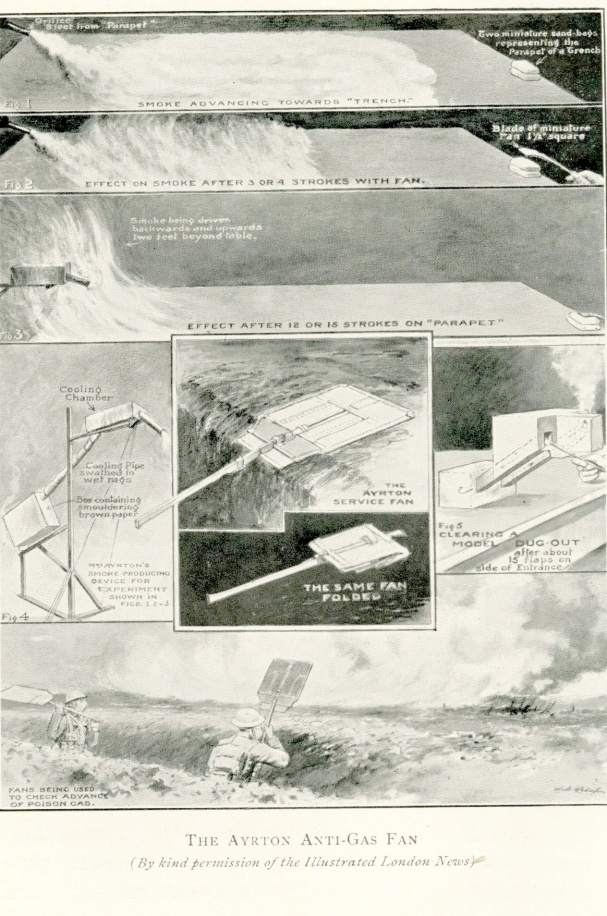 Orifice
Steet from "Parapet".
Two miniature sand-bags
representing the
Parapet of a Trench
Fig. 1
SMOKE ADVANCING TOWARDS "TRENCH."
Blade of miniature
Fan 1¼" square
Fig 2
EFFECT ON SMOKE AFTER 3 OR 4 STROKES WITH FAN.
Smoke being driven
backwards and upwards
two feet beyond table.
Fig 3
EFFECT AFTER 12 OR 15 STROKES ON "PARAPET"
Cooling
Chamber
Cooling Pipe
swathed in
wet rags
Box containing
smouldering
brown paper
MRS AYRTON'S
SMOKE-PRODUCING
DEVICE FOR
EXPERIMENT
SHOWN IN
FIGS. 1.2-3
Fig 4
THE
AYRTON
SERVICE FAN
THE SAME FAN
FOLDED
Fig 5
CLEARING A
MODEL DUG-OUT
after about
15 flaps on
side of Entrance
FANS BEING USED
TO CHECK ADVANCE
OF POISON GAS.
THE AYRTON ANTI-GAS FAN
(By kind permission of the Illustrated London News)